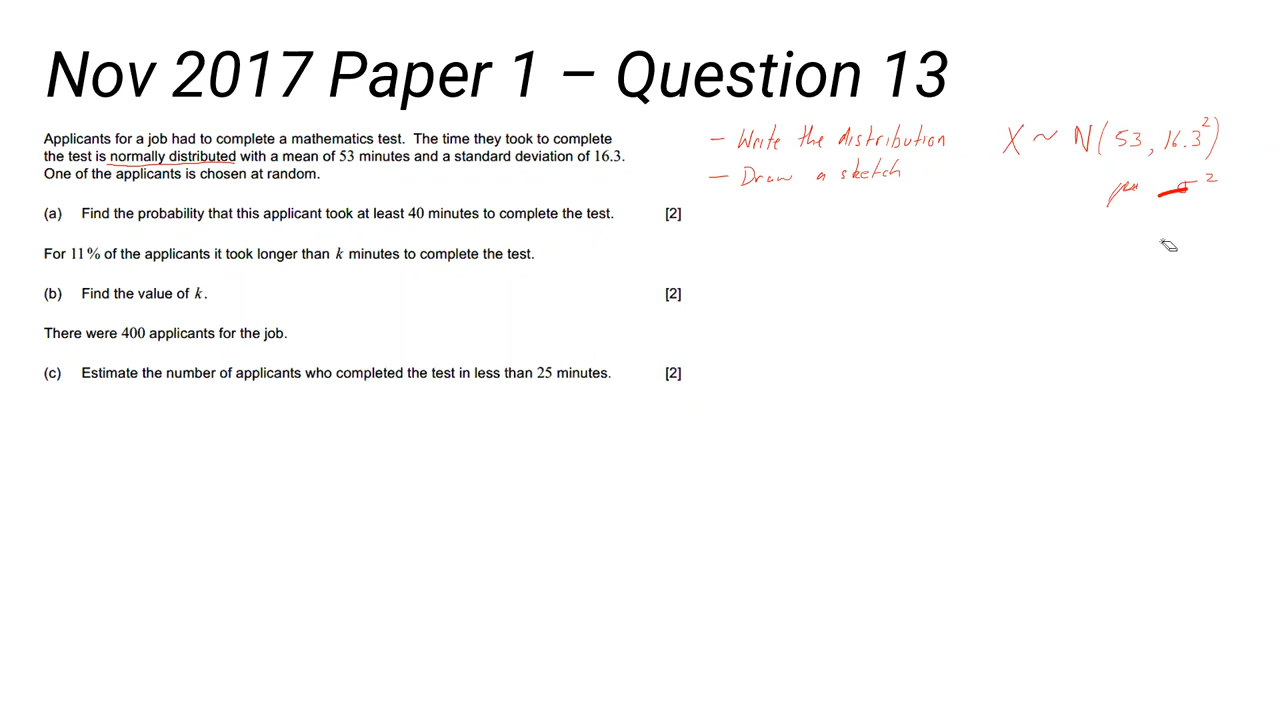 Nov 2017 Paper 1 – Question 13
Applicants for a job had to complete a mathematics test. The time they took to complete
the test is normally distributed with a mean of 53 minutes and a standard deviation of 16.3.
One of the applicants is chosen at random.
(a) Find the probability that this applicant took at least 40 minutes to complete the test. [2]
For 11% of the applicants it took longer than k minutes to complete the test.
(b) Find the value of k. [2]
There were 400 applicants for the job.
(c) Estimate the number of applicants who completed the test in less than 25 minutes. [2]
– Write the distribution
– Draw a sketch
X ~ N(53, 16.3²)
σ²